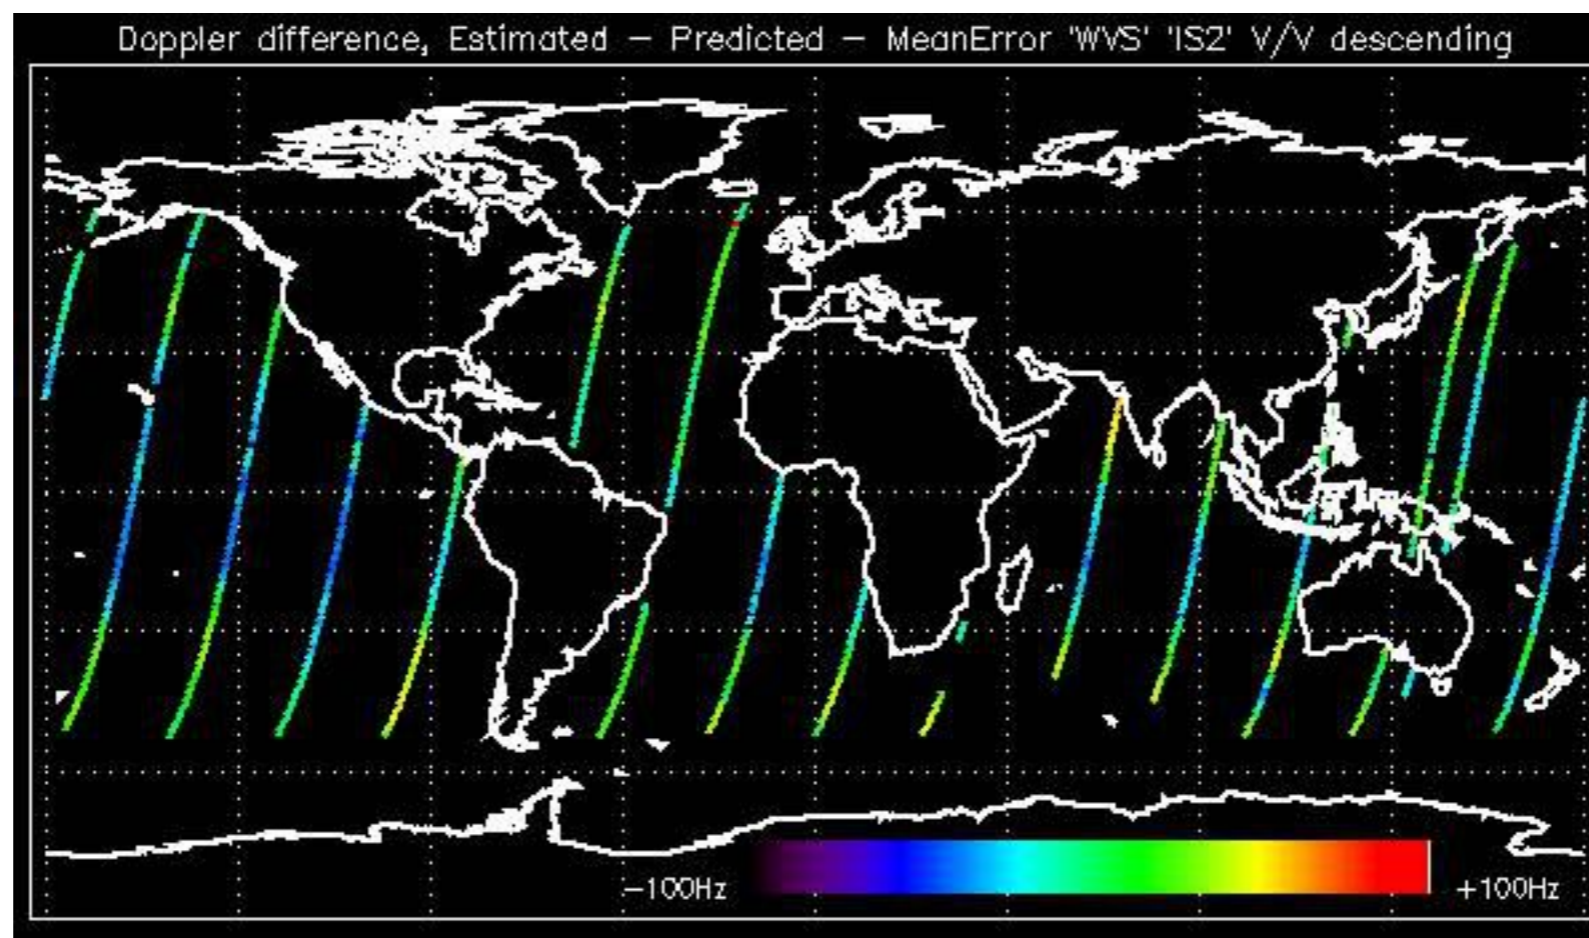 Doppler difference, Estimated – Predicted – MeanError 'WVS' 'IS2' V/V descending
–100Hz +100Hz